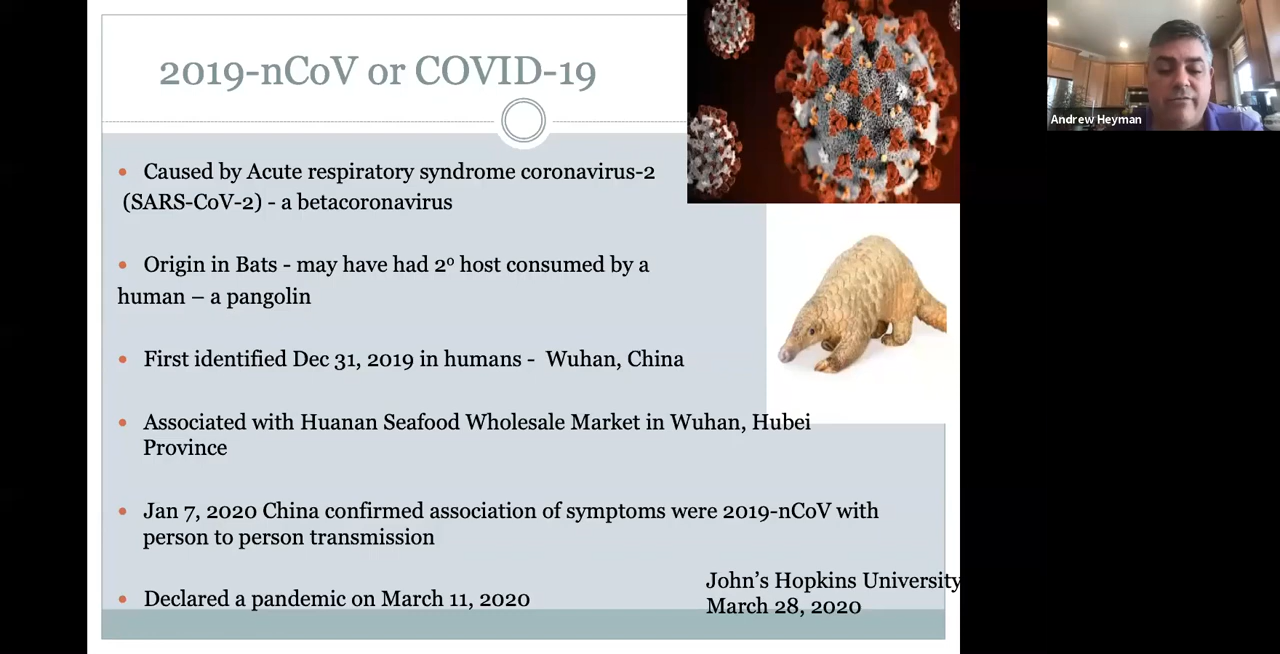 2019-nCoV or COVID-19
Andrew Heyman
• Caused by Acute respiratory syndrome coronavirus-2
(SARS-CoV-2) - a betacoronavirus
• Origin in Bats - may have had 2º host consumed by a
human – a pangolin
• First identified Dec 31, 2019 in humans - Wuhan, China
• Associated with Huanan Seafood Wholesale Market in Wuhan, Hubei
Province
• Jan 7, 2020 China confirmed association of symptoms were 2019-nCoV with
person to person transmission
• Declared a pandemic on March 11, 2020
John’s Hopkins University
March 28, 2020